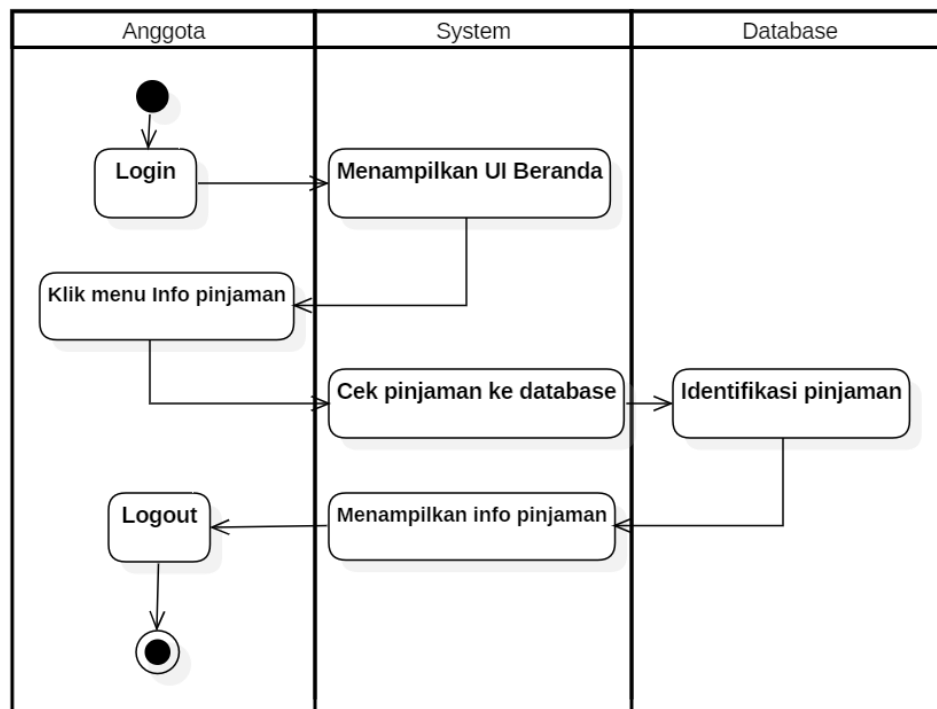 Anggota
System
Database
Login
Menampilkan UI Beranda
Klik menu Info pinjaman
Cek pinjaman ke database
Identifikasi pinjaman
Logout
Menampilkan info pinjaman